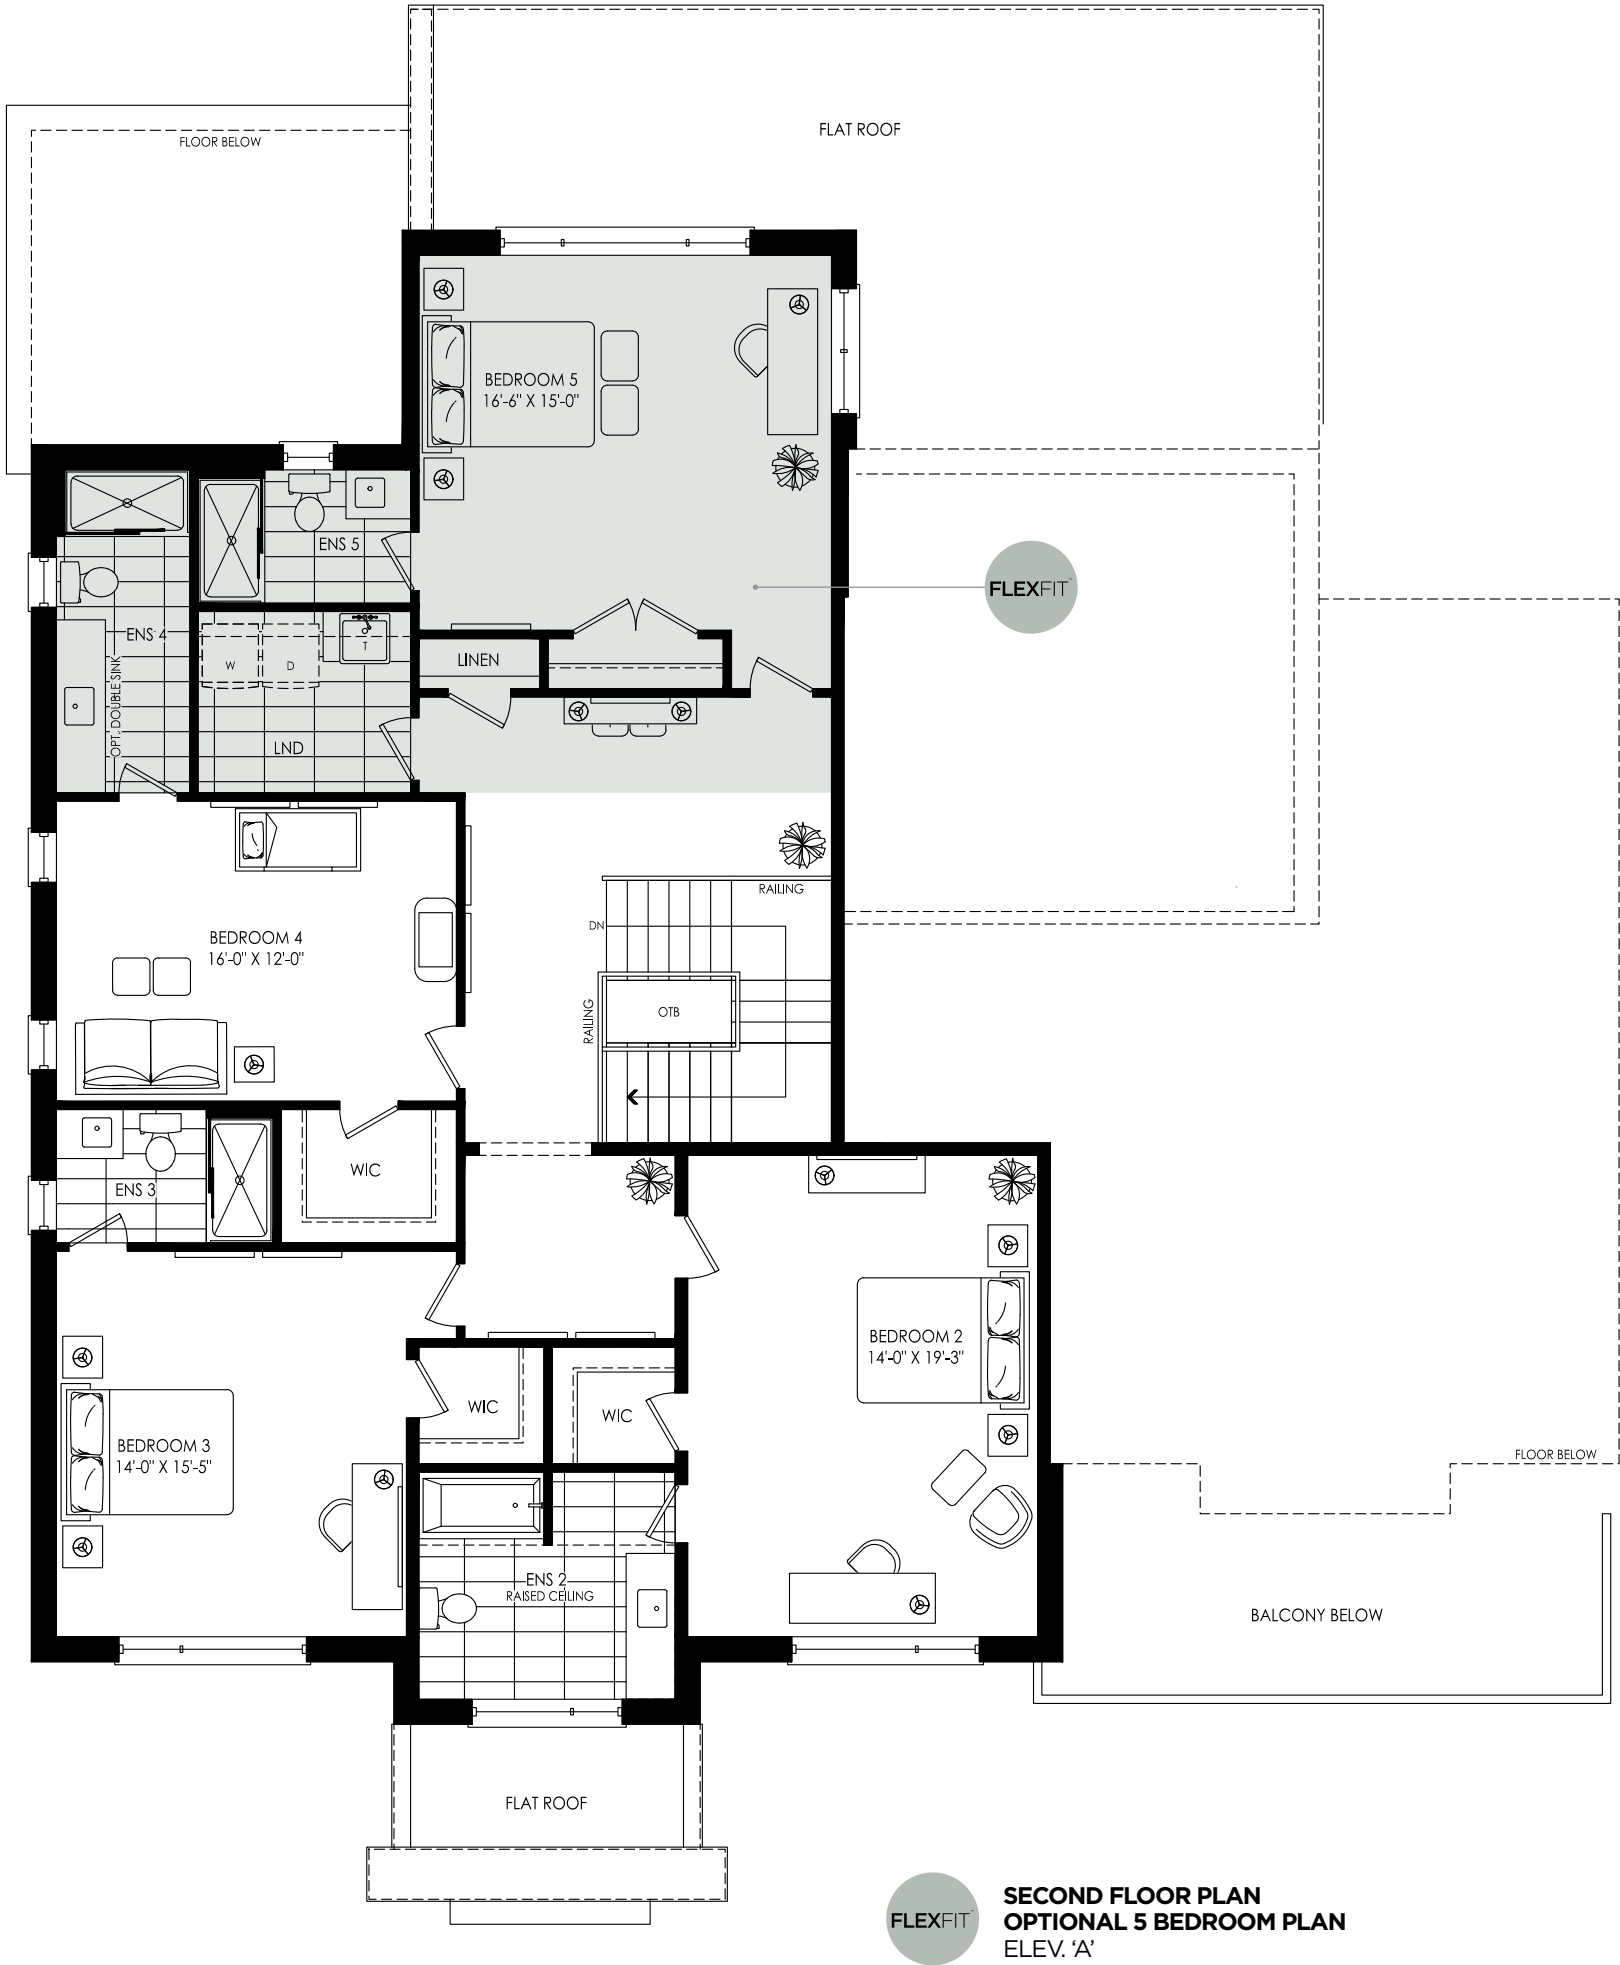 FLAT ROOF
FLOOR BELOW
BEDROOM 5
16'-6" X 15'-0"
ENS 5
FLEXFIT™
ENS 4
OPT. DOUBLE SINK
W
D
T
LINEN
LND
RAILING
DN
BEDROOM 4
16'-0" X 12'-0"
RAILING
OTB
WIC
ENS 3
BEDROOM 2
14'-0" X 19'-3"
WIC
WIC
BEDROOM 3
14'-0" X 15'-5"
FLOOR BELOW
ENS 2
RAISED CEILING
BALCONY BELOW
FLAT ROOF
FLEXFIT™
SECOND FLOOR PLAN
OPTIONAL 5 BEDROOM PLAN
ELEV. ‘A’